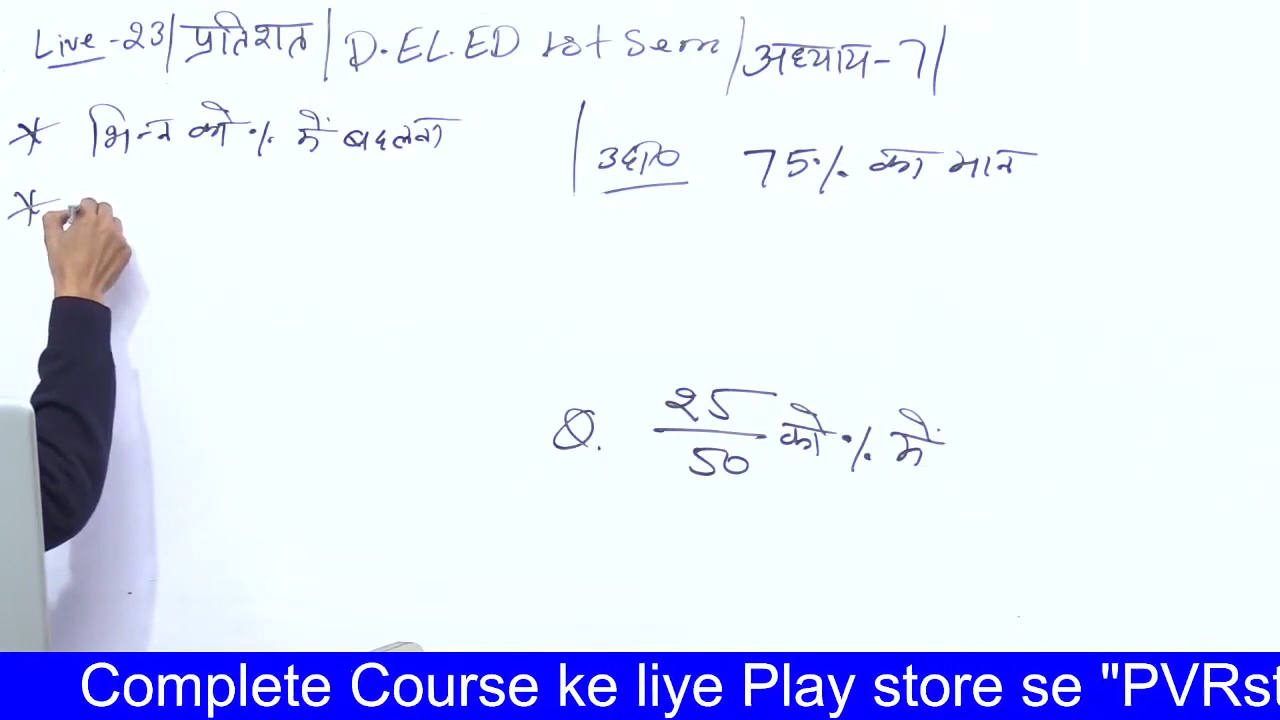 Live-23|प्रतिशत|D.EL.ED 1st Sem|अध्याय-7|
* भिन्न को % में बदलना
उदा० 75% का मान
*
Q. 25/50 को % में
Complete Course ke liye Play store se "PVRst